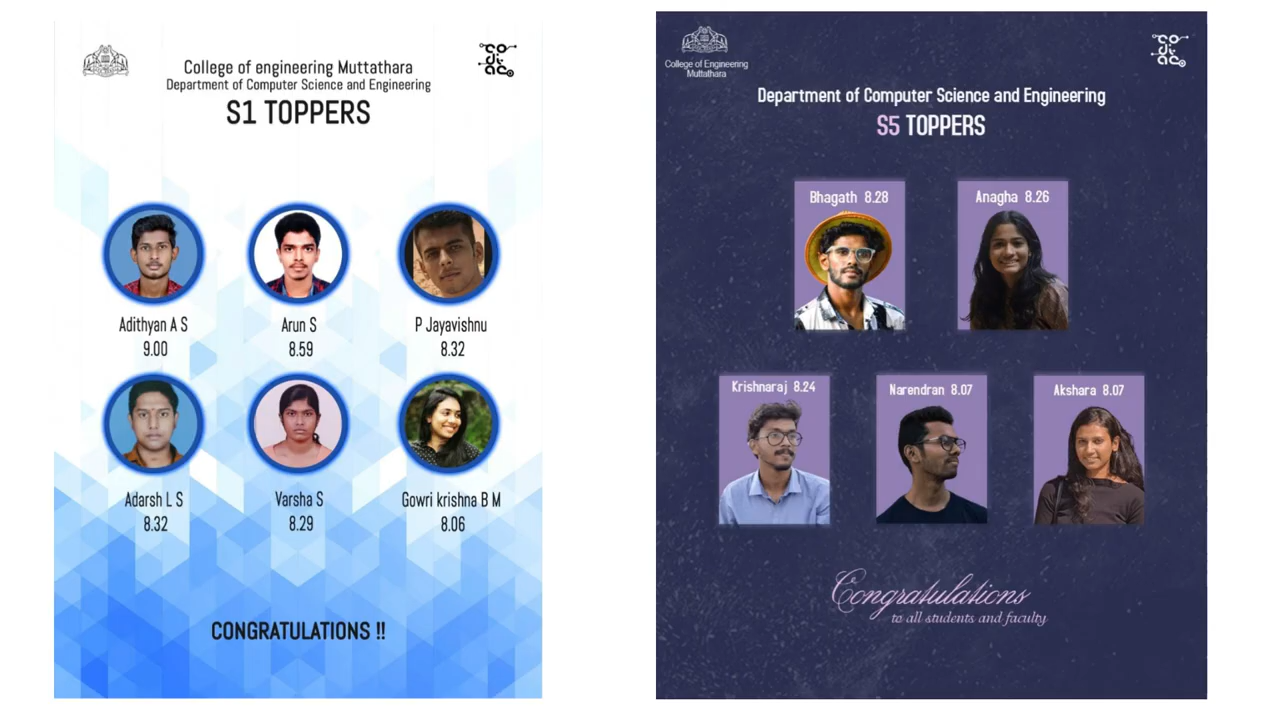 College of engineering Muttathara
Department of Computer Science and Engineering
S1 TOPPERS
Adithyan A S
9.00
Arun S
8.59
P Jayavishnu
8.32
Adarsh L S
8.32
Varsha S
8.29
Gowri krishna B M
8.06
CONGRATULATIONS !!
College of Engineering
Muttathara
Department of Computer Science and Engineering
S5 TOPPERS
Bhagath 8.28
Anagha 8.26
Krishnaraj 8.24
Narendran 8.07
Akshara 8.07
Congratulations
to all students and faculty